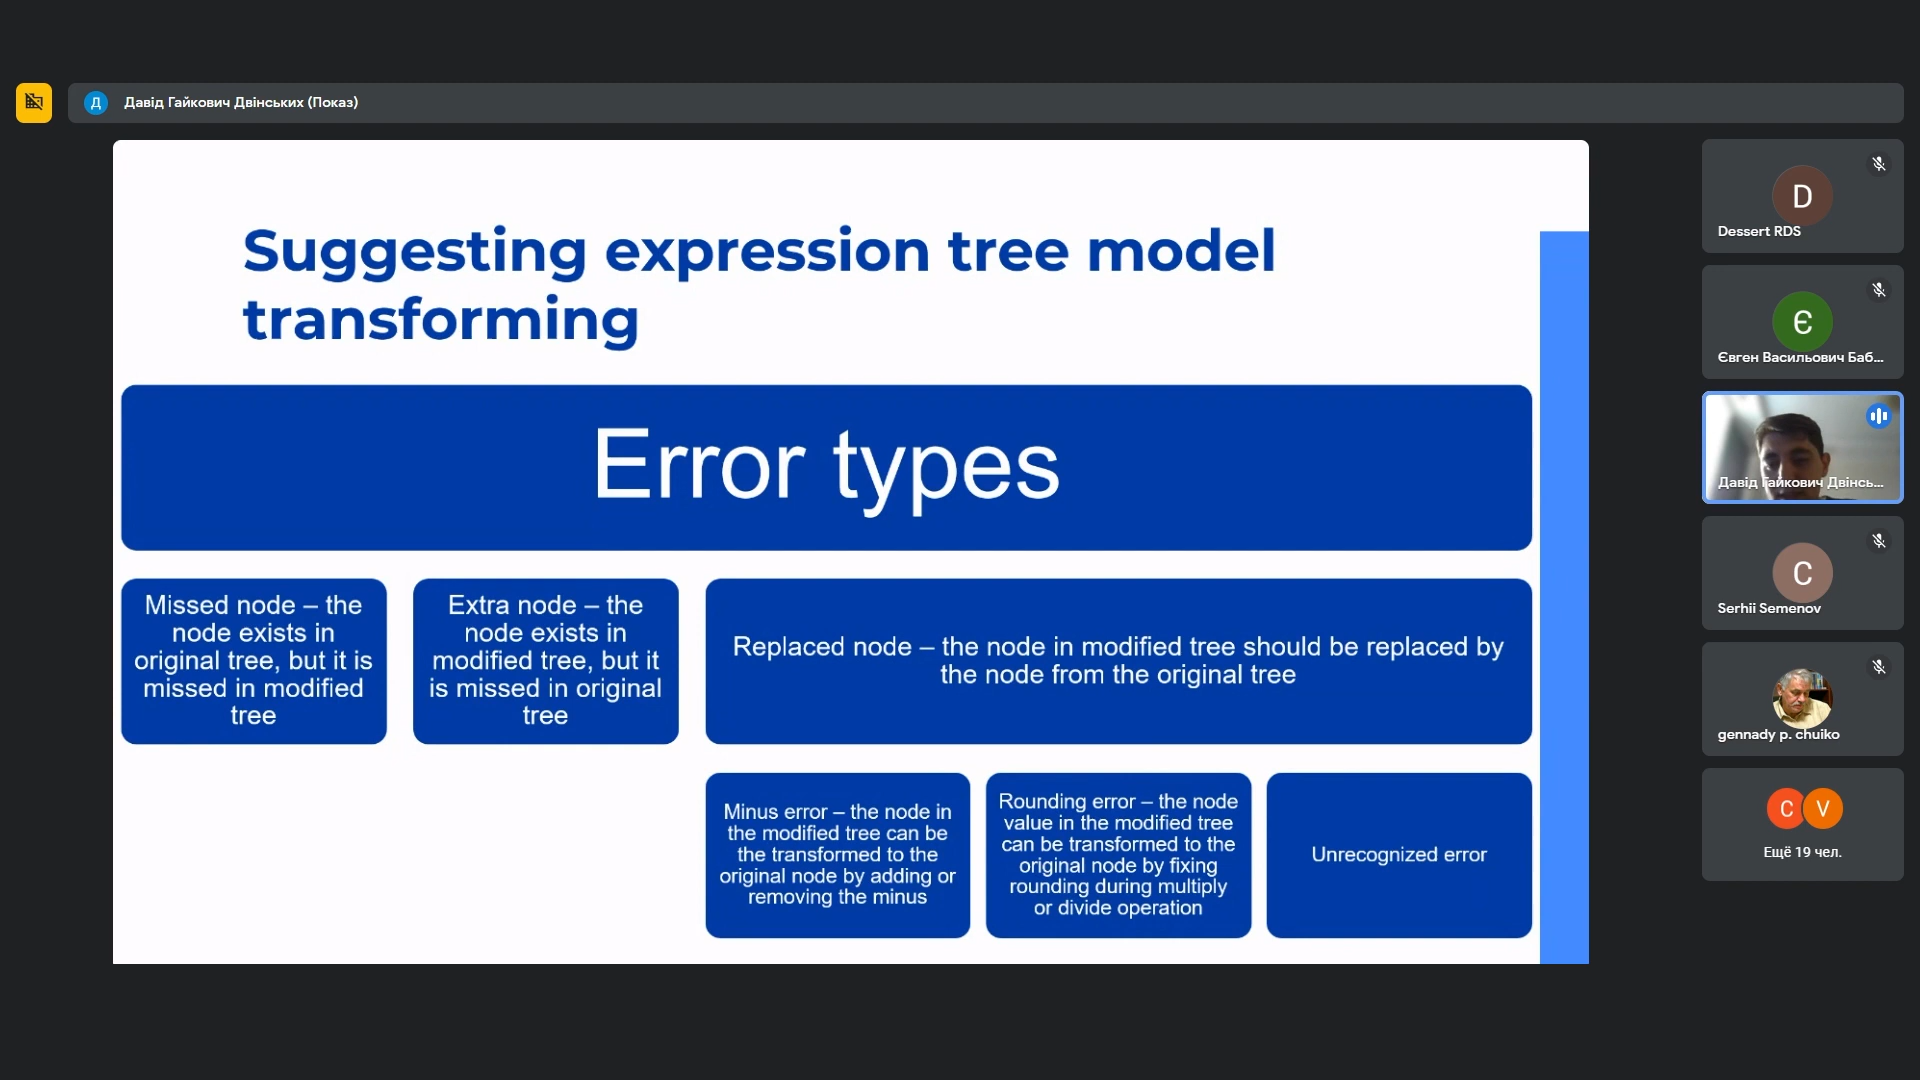 Д
Давід Гайкович Двінських (Показ)
Suggesting expression tree model
transforming
Error types
Missed node – the
node exists in
original tree, but it is
missed in modified
tree
Extra node – the
node exists in
modified tree, but it
is missed in original
tree
Replaced node – the node in modified tree should be replaced by
the node from the original tree
Minus error – the node in
the modified tree can be
the transformed to the
original node by adding or
removing the minus
Rounding error – the node
value in the modified tree
can be transformed to the
original node by fixing
rounding during multiply
or divide operation
Unrecognized error
D
Dessert RDS
Є
Євген Васильович Баб...
Давід Гайкович Двінсь...
C
Serhii Semenov
gennady p. chuiko
C
V
Ещё 19 чел.